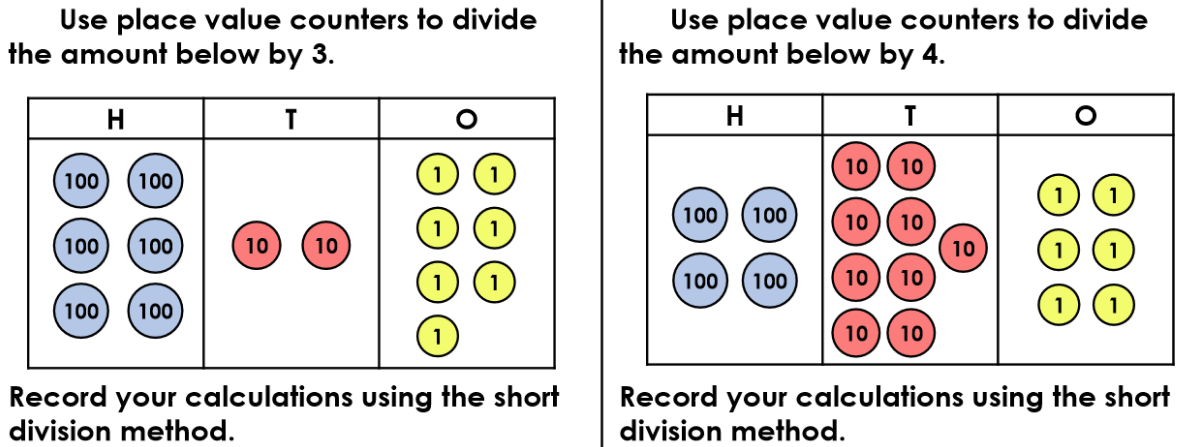 Use place value counters to divide
the amount below by 3.
H T O
100 100 1 1
100 100 10 10 1 1
100 100 1 1
1
Record your calculations using the short
division method.
Use place value counters to divide
the amount below by 4.
H T O
10 10
100 100 10 10 1 1
10 1 1
100 100 10 10 1 1
10 10
Record your calculations using the short
division method.